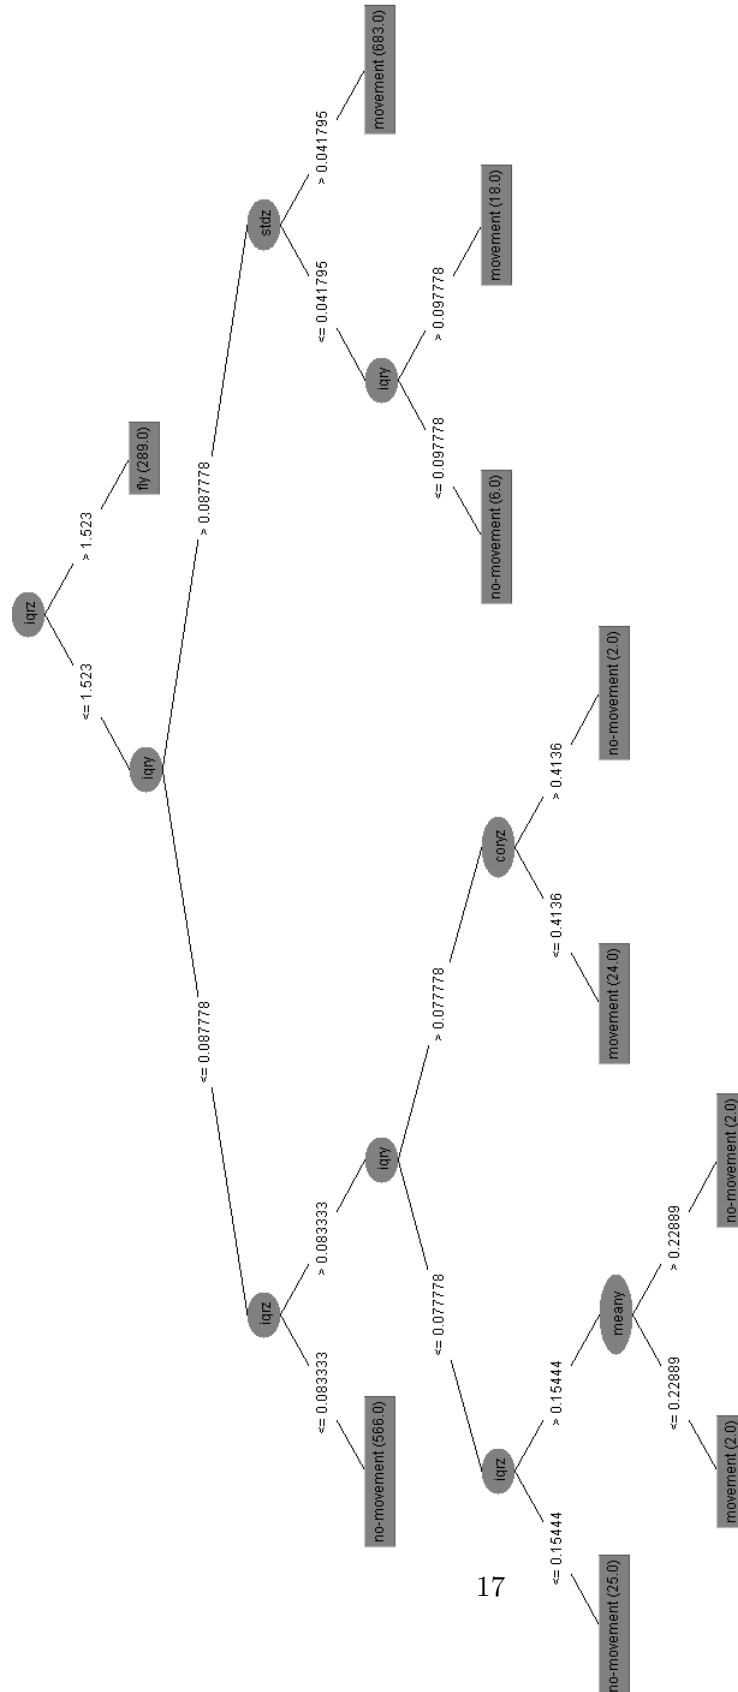 iqrz
<= 1.523
> 1.523
iqry
fly (289.0)
<= 0.087778
> 0.087778
iqrz
stdz
<= 0.083333
> 0.083333
<= 0.041795
> 0.041795
no-movement (566.0)
iqry
iqry
movement (683.0)
<= 0.077778
> 0.077778
<= 0.097778
> 0.097778
iqrz
coryz
no-movement (6.0)
movement (18.0)
<= 0.15444
> 0.15444
<= 0.4136
> 0.4136
no-movement (25.0)
meany
movement (24.0)
no-movement (2.0)
<= 0.22889
> 0.22889
movement (2.0)
no-movement (2.0)
17